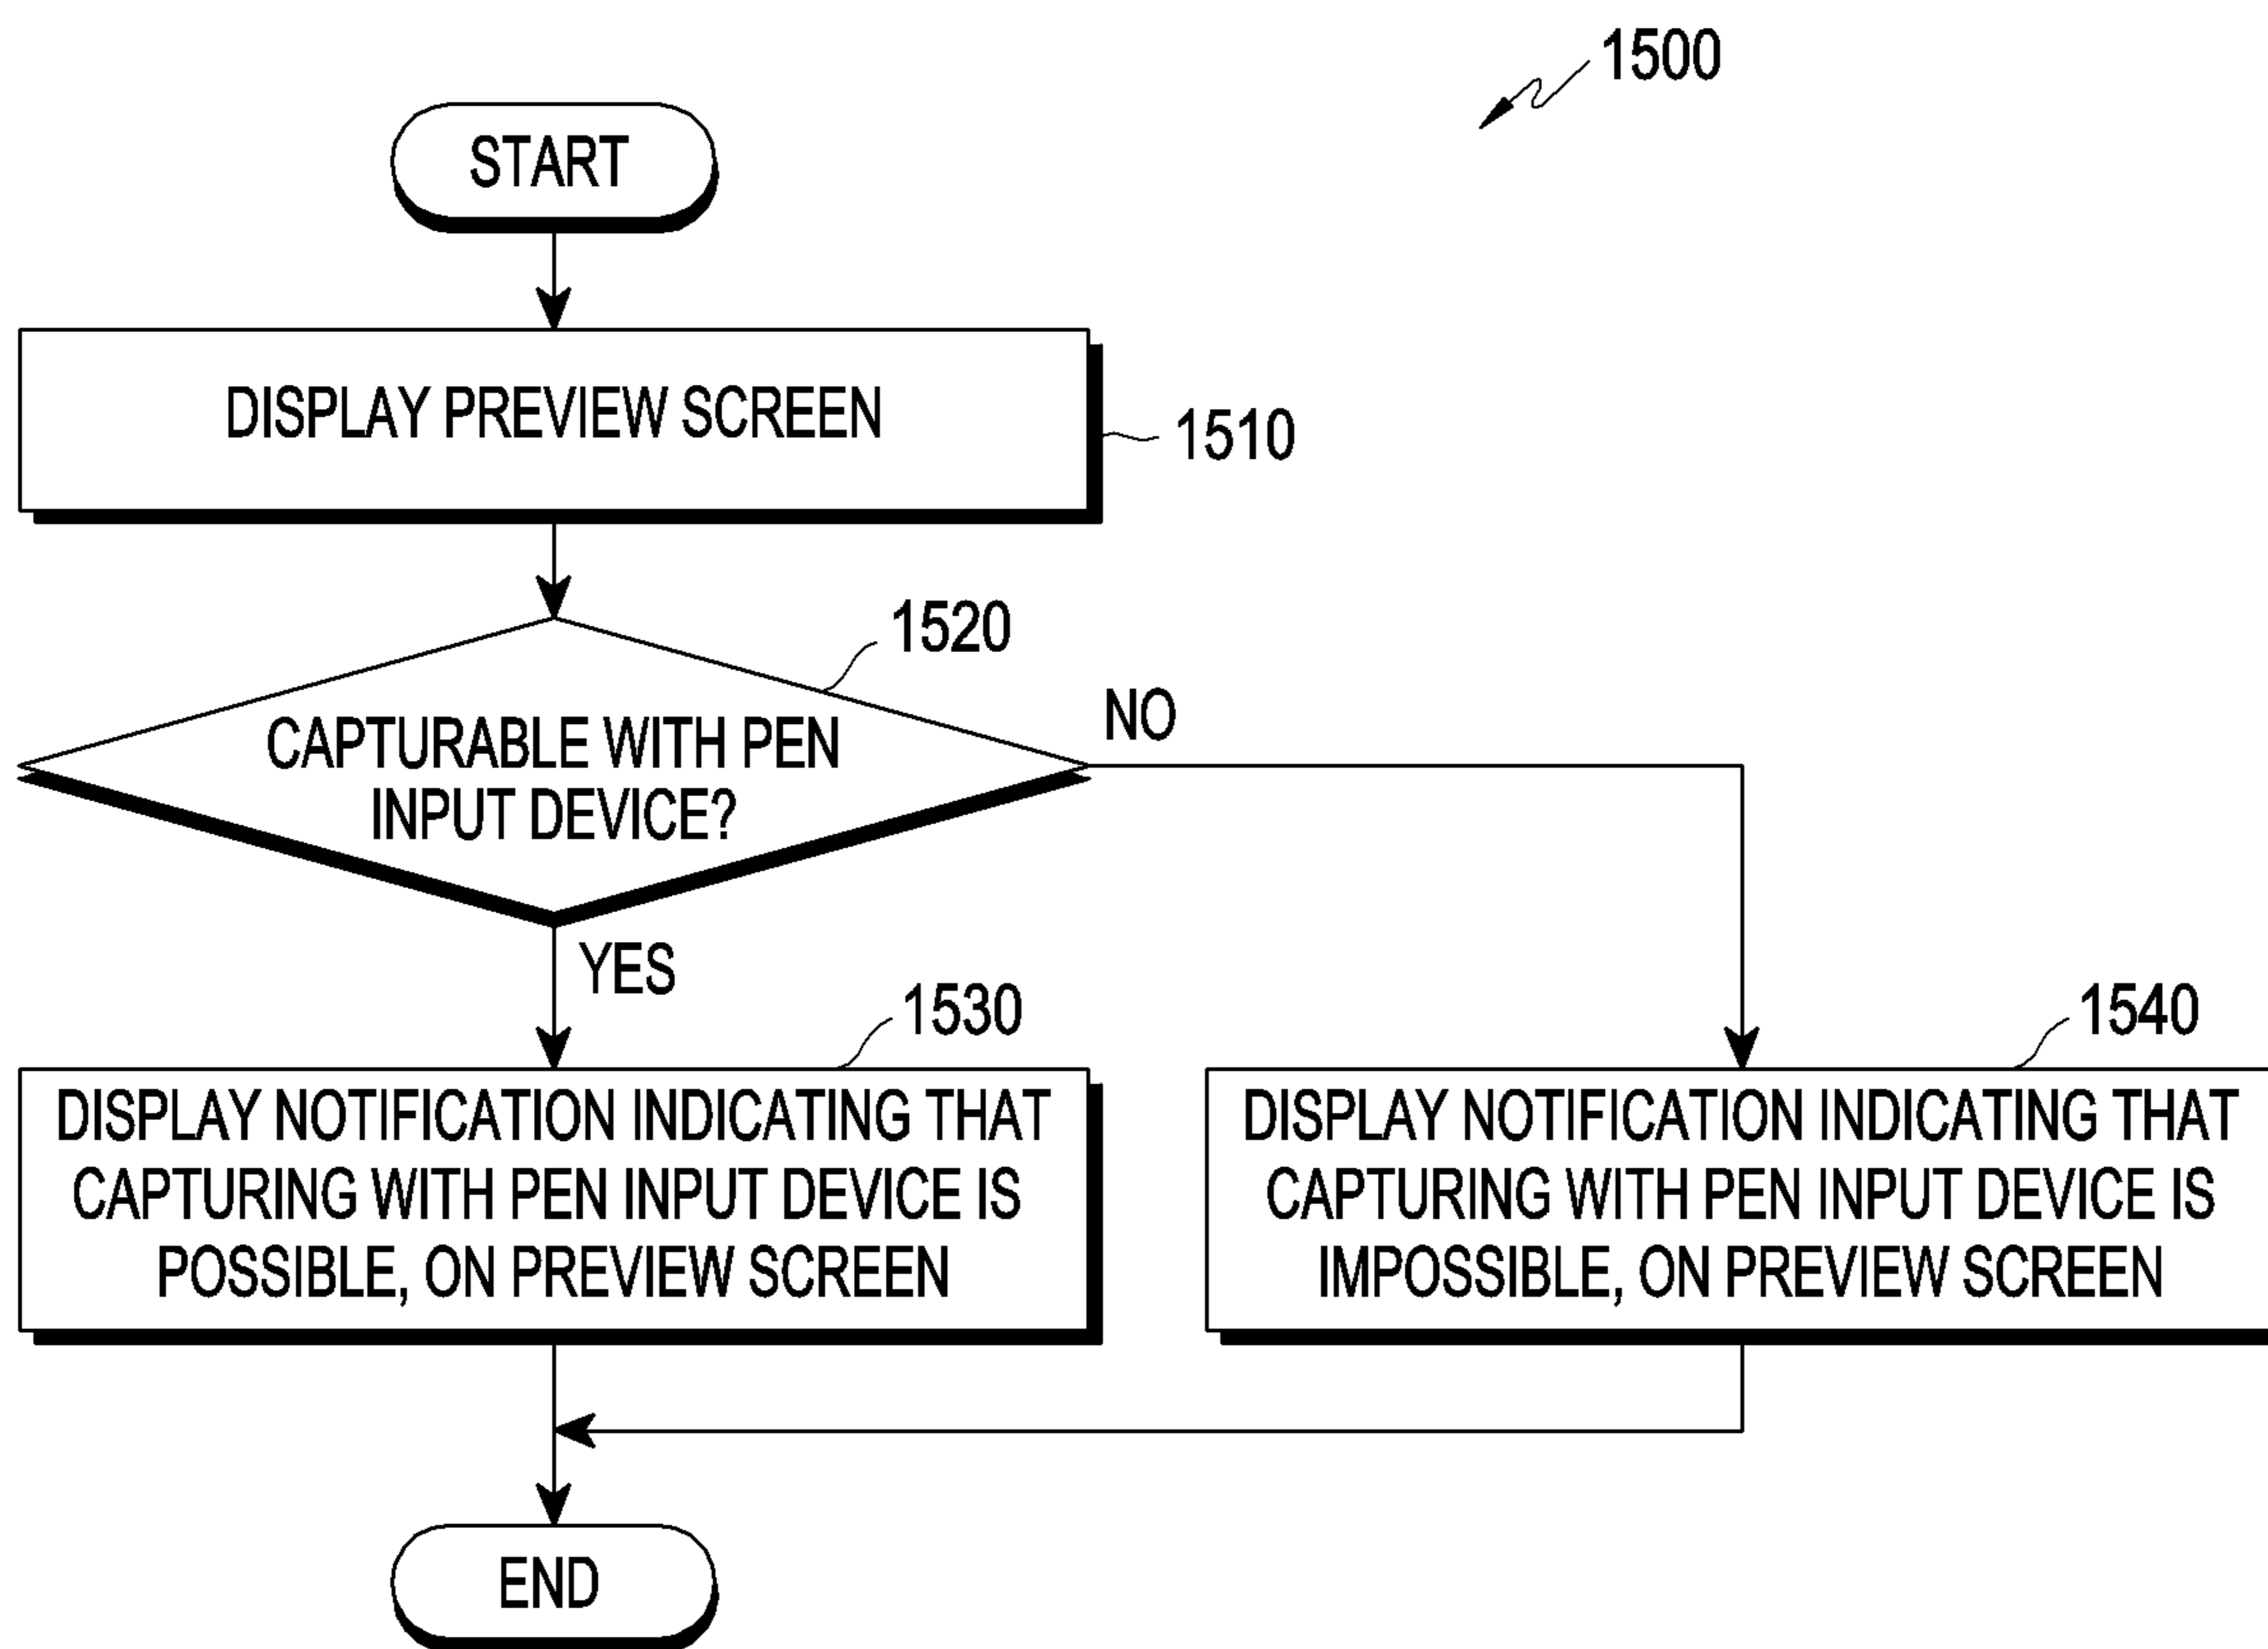 1500
START
DISPLAY PREVIEW SCREEN
1510
1520
CAPTURABLE WITH PEN
INPUT DEVICE?
NO
YES
1530
DISPLAY NOTIFICATION INDICATING THAT
CAPTURING WITH PEN INPUT DEVICE IS
POSSIBLE, ON PREVIEW SCREEN
1540
DISPLAY NOTIFICATION INDICATING THAT
CAPTURING WITH PEN INPUT DEVICE IS
IMPOSSIBLE, ON PREVIEW SCREEN
END